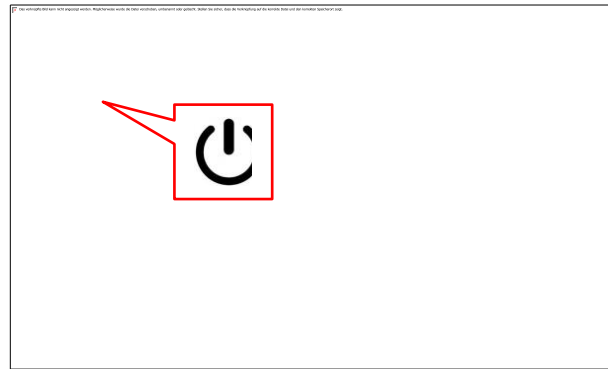 Das verknüpfte Bild kann nicht angezeigt werden. Möglicherweise wurde die Datei verschoben, umbenannt oder gelöscht. Stellen Sie sicher, dass die Verknüpfung auf die korrekte Datei und den korrekten Speicherort zeigt.